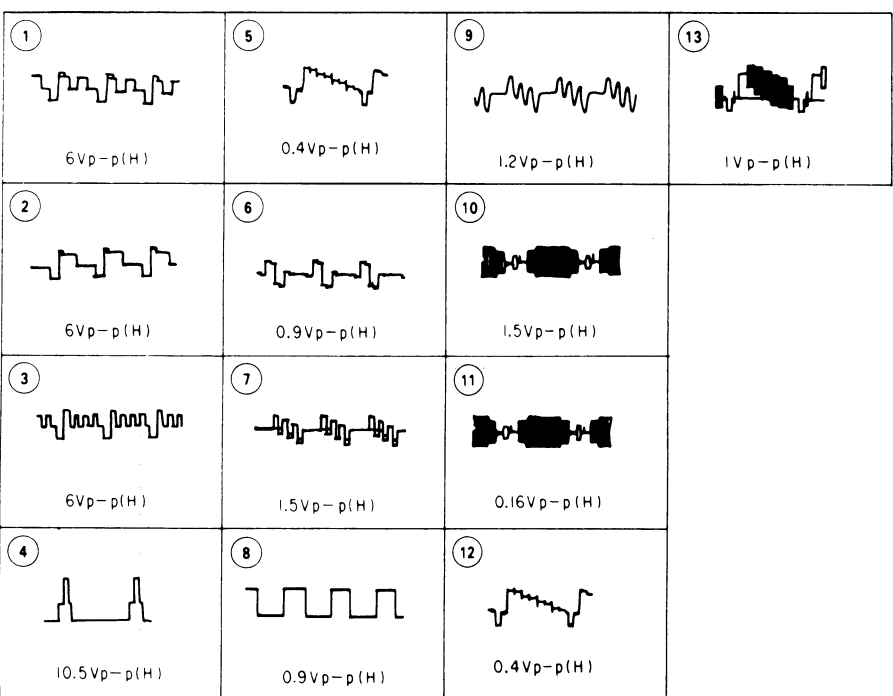 1
6Vp-p(H)
5
0.4Vp-p(H)
9
1.2Vp-p(H)
13
1Vp-p(H)
2
6Vp-p(H)
6
0.9Vp-p(H)
10
1.5Vp-p(H)
3
6Vp-p(H)
7
1.5Vp-p(H)
11
0.16Vp-p(H)
4
10.5Vp-p(H)
8
0.9Vp-p(H)
12
0.4Vp-p(H)